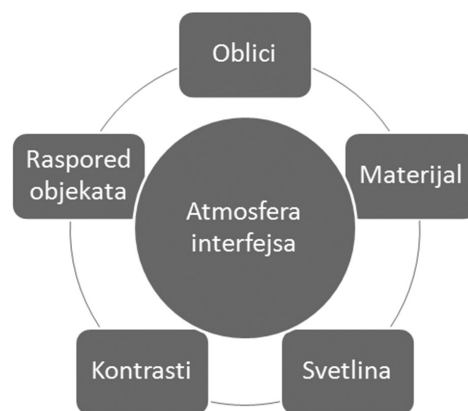 Oblici
Raspored
objekata
Materijal
Atmosfera
interfejsa
Kontrasti
Svetlina